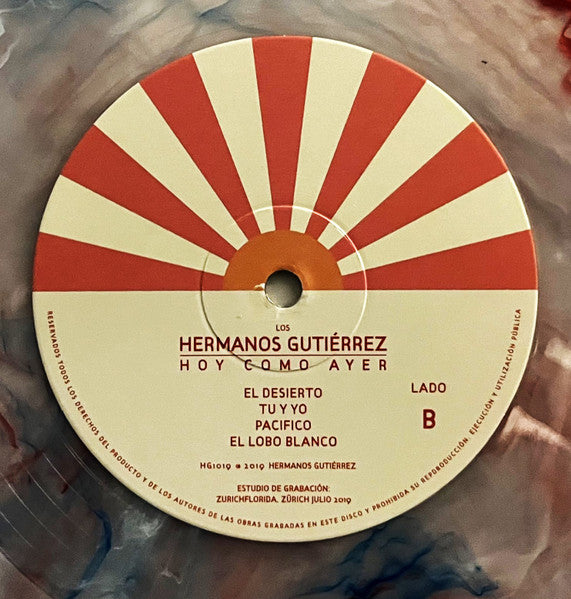 LOS
HERMANOS GUTIÉRREZ
HOY COMO AYER
EL DESIERTO
TU Y YO
PACIFICO
EL LOBO BLANCO
LADO
B
HG1019 ® 2019 HERMANOS GUTIÉRREZ
ESTUDIO DE GRABACIÓN:
ZURICHFLORIDA, ZÜRICH JULIO 2019
RESERVADOS TODOS LOS DERECHOS DEL PRODUCTO Y DE LOS AUTORES DE LAS OBRAS GRABADAS EN ESTE DISCO Y PROHIBIDA SU REPRODUCCIÓN, EJECUCIÓN Y UTILIZACIÓN PÚBLICA